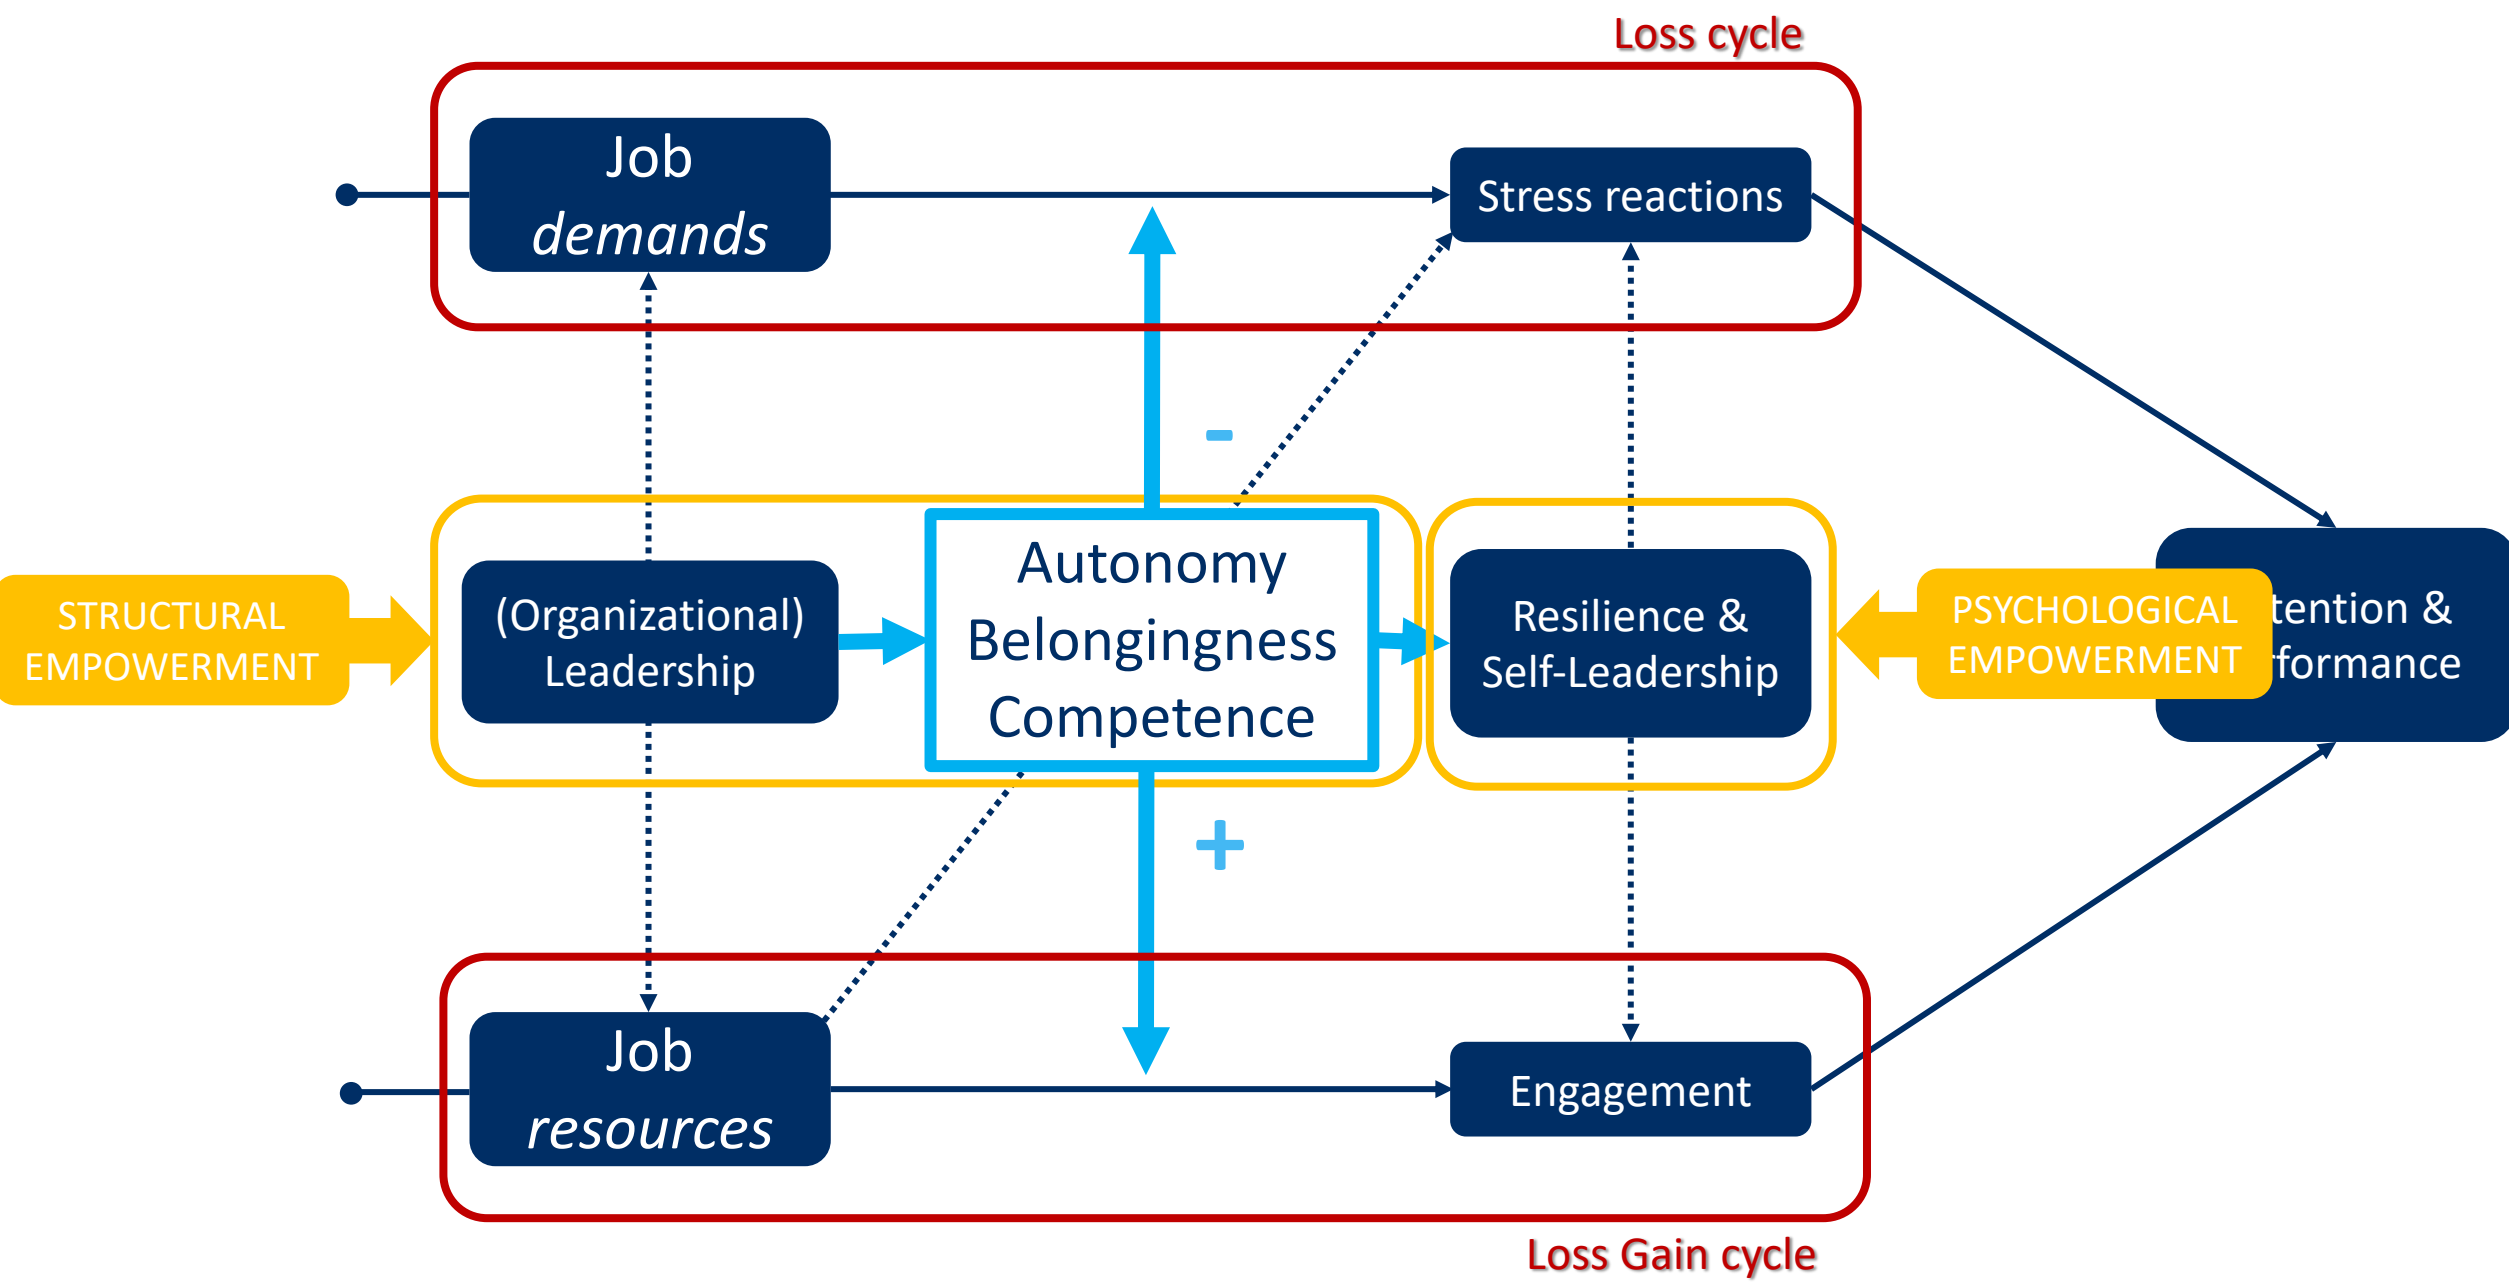 Loss cycle
Job
demands
Stress reactions
-
STRUCTURAL
EMPOWERMENT
(Organizational)
Leadership
Autonomy
Belongingness
Competence
Resilience &
Self-Leadership
PSYCHOLOGICAL
EMPOWERMENT
tention &
formance
+
Job
resources
Engagement
Loss Gain cycle